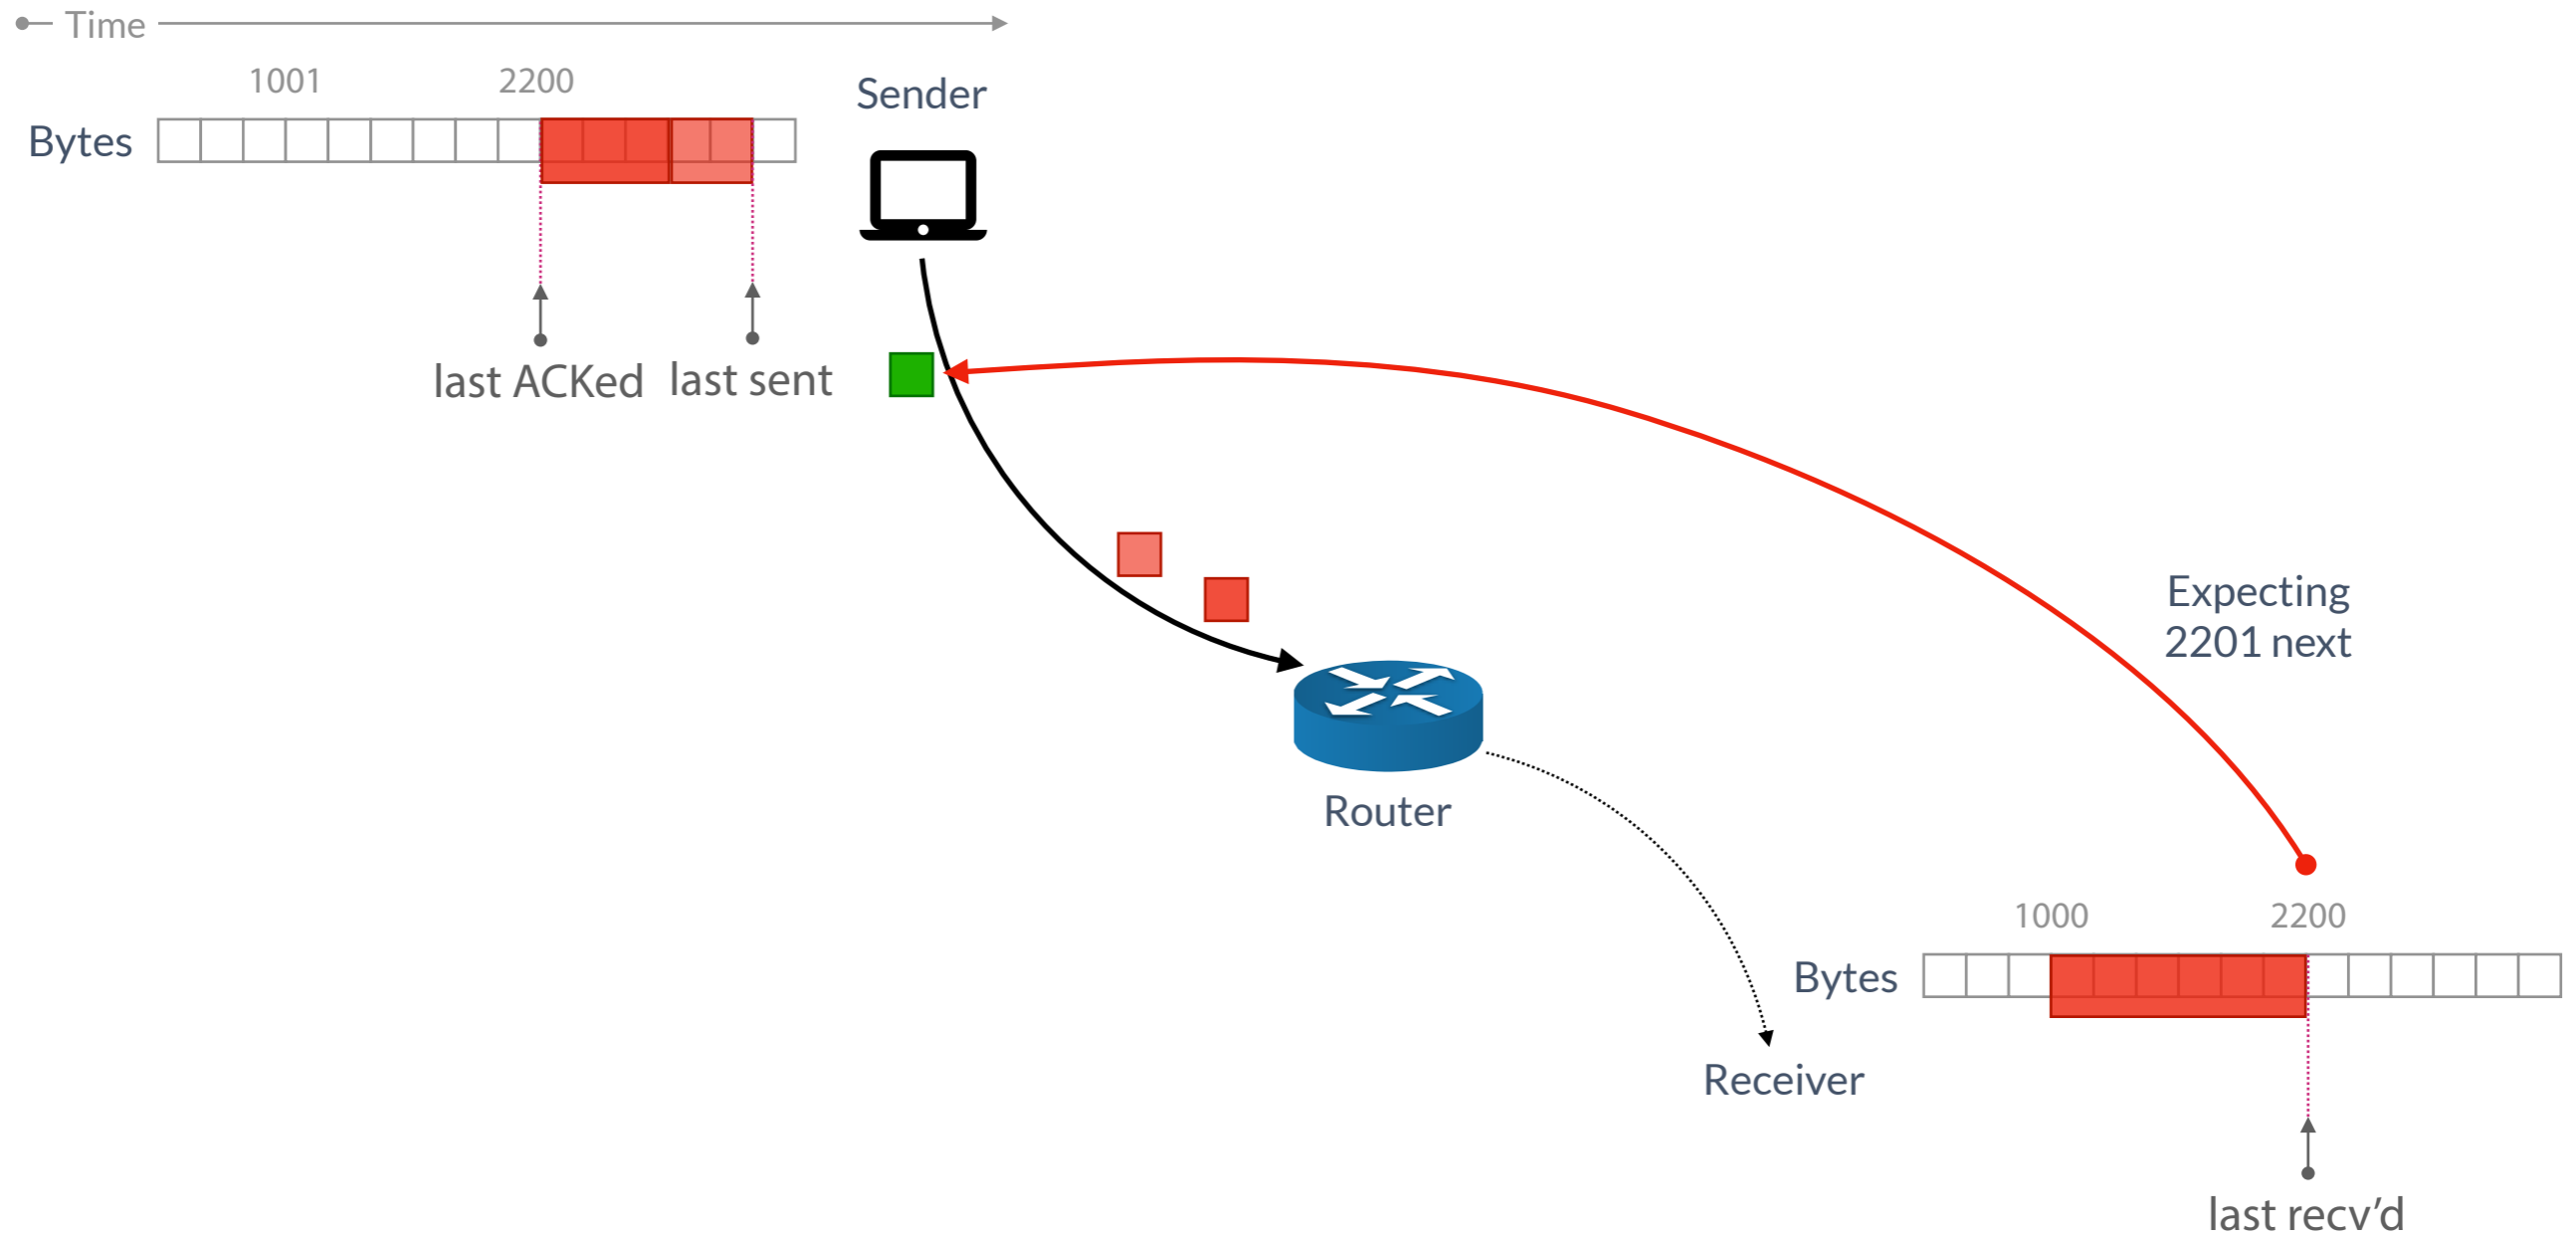 Time
1001
2200
Sender
Bytes
last ACKed
last sent
Expecting
2201 next
Router
1000
2200
Bytes
Receiver
last recv’d